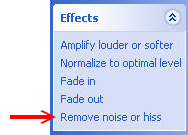 Effects
Amplify louder or softer
Normalize to optimal level
Fade in
Fade out
Remove noise or hiss